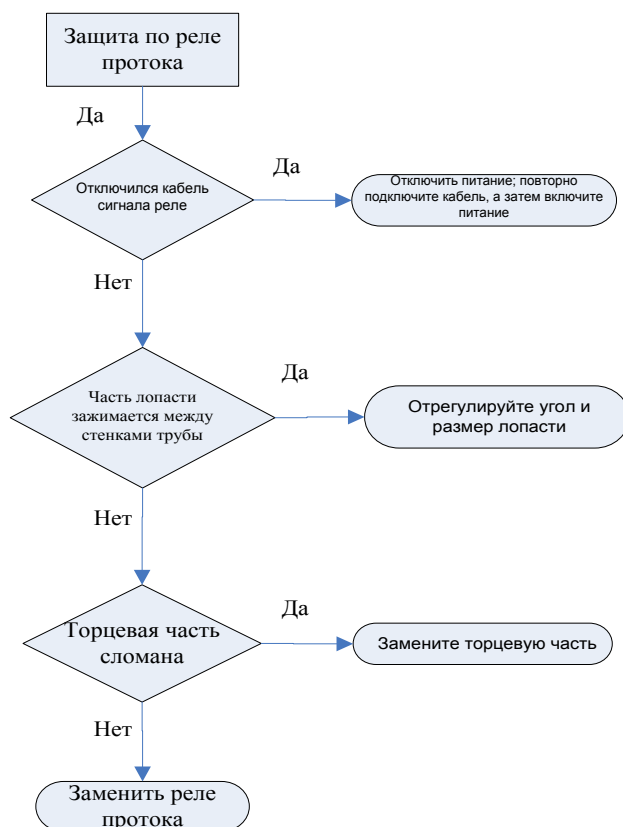 Защита по реле
протока
Да
Отключился кабель
сигнала реле
Да
Отключить питание; повторно
подключите кабель, а затем включите
питание
Нет
Часть лопасти
зажимается между
стенками трубы
Да
Отрегулируйте угол и
размер лопасти
Нет
Торцевая часть
сломана
Да
Замените торцевую часть
Нет
Заменить реле
протока